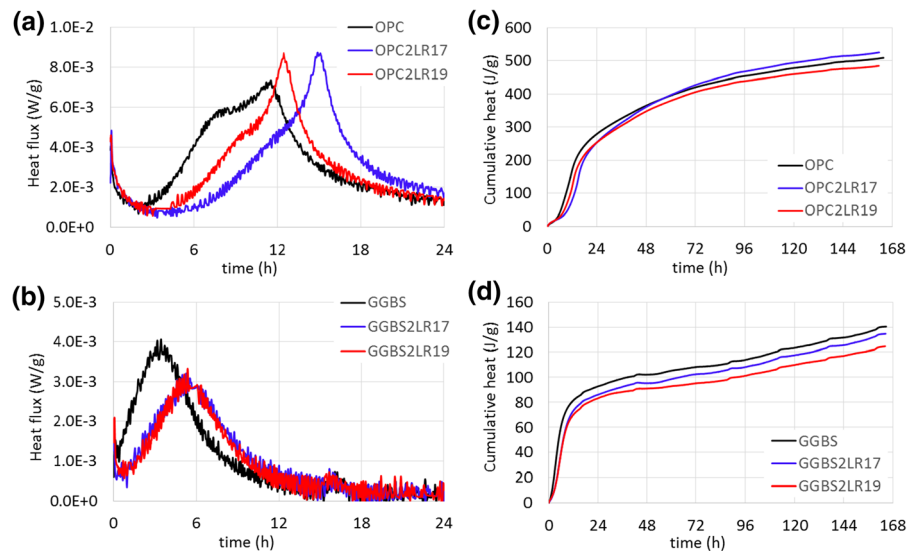 (a)
1.0E-2
8.0E-3
6.0E-3
4.0E-3
2.0E-3
0.0E+0
Heat flux (W/g)
OPC
OPC2LR17
OPC2LR19
0 6 12 18 24
time (h)
(c)
600
500
400
300
200
100
0
Cumulative heat (J/g)
OPC
OPC2LR17
OPC2LR19
0 24 48 72 96 120 144 168
time (h)
(b)
5.0E-3
4.0E-3
3.0E-3
2.0E-3
1.0E-3
0.0E+0
Heat flux (W/g)
GGBS
GGBS2LR17
GGBS2LR19
0 6 12 18 24
time (h)
(d)
160
140
120
100
80
60
40
20
0
Cumulative heat (J/g)
GGBS
GGBS2LR17
GGBS2LR19
0 24 48 72 96 120 144 168
time (h)